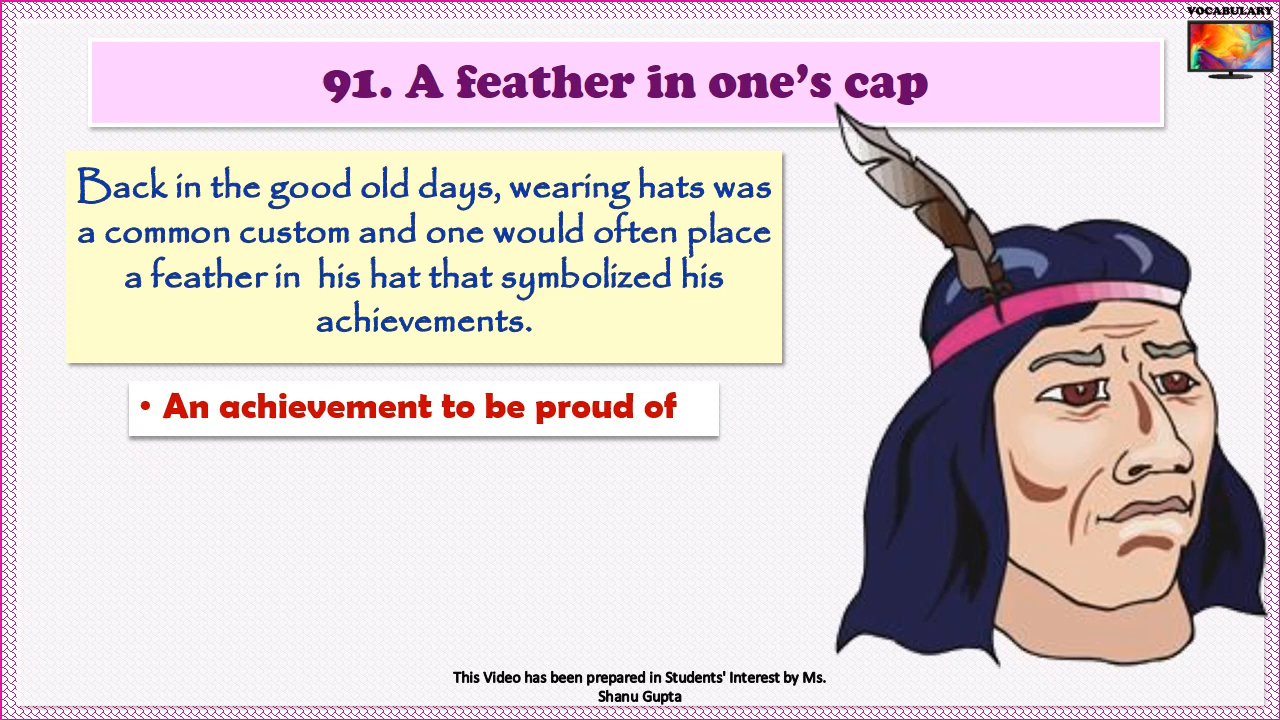 VOCABULARY
91. A feather in one’s cap
Back in the good old days, wearing hats was
a common custom and one would often place
a feather in his hat that symbolized his
achievements.
• An achievement to be proud of
This Video has been prepared in Students' Interest by Ms.
Shanu Gupta